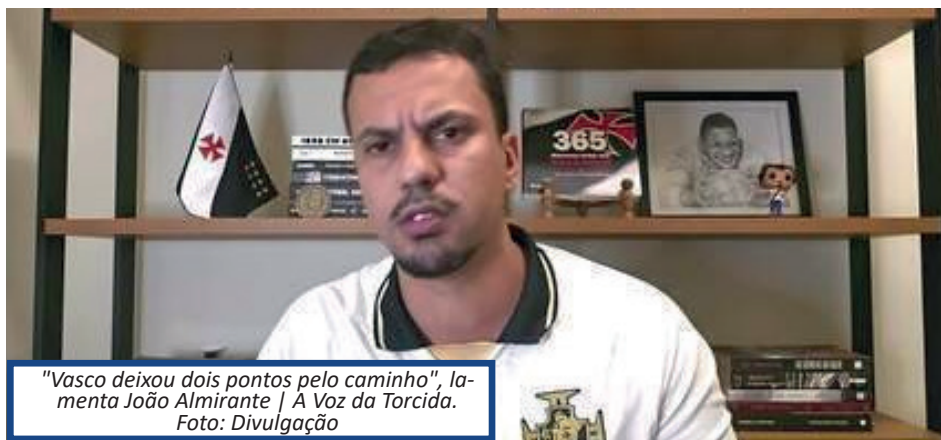 365
"Vasco deixou dois pontos pelo caminho", la-
menta João Almirante | A Voz da Torcida.
Foto: Divulgação